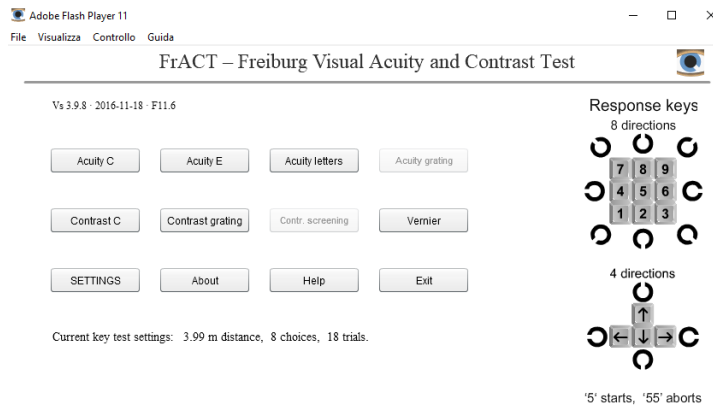 Adobe Flash Player 11
File Visualizza Controllo Guida
FrACT – Freiburg Visual Acuity and Contrast Test
Vs 3.9.8 · 2016-11-18 · F11.6
Acuity C Acuity E Acuity letters Acuity grating
Contrast C Contrast grating Contr. screening Vernier
SETTINGS About Help Exit
Current key test settings: 3.99 m distance, 8 choices, 18 trials.
Response keys
8 directions
7 8 9
4 5 6
1 2 3
4 directions
↑
← ↓ →
'5' starts, '55' aborts